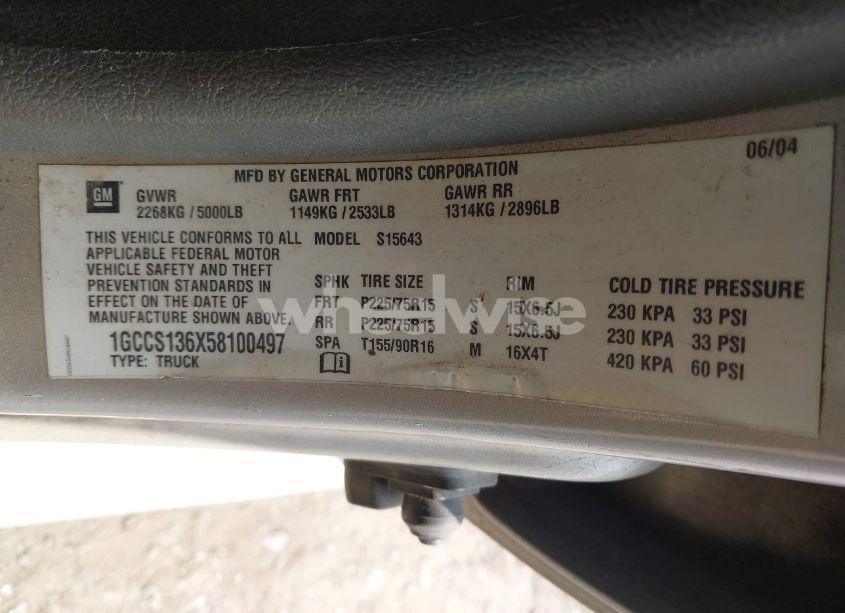 06/04
MFD BY GENERAL MOTORS CORPORATION
GM
GVWR GAWR FRT GAWR RR
2268KG / 5000LB 1149KG / 2533LB 1314KG / 2896LB
THIS VEHICLE CONFORMS TO ALL MODEL S15643
APPLICABLE FEDERAL MOTOR
VEHICLE SAFETY AND THEFT
PREVENTION STANDARDS IN SPHK TIRE SIZE RIM COLD TIRE PRESSURE
EFFECT ON THE DATE OF FRT P225/75R15 S 15X6.5J 230 KPA 33 PSI
MANUFACTURE SHOWN ABOVE. RR P225/75R15 S 15X6.5J 230 KPA 33 PSI
1GCCS136X58100497 SPA T155/90R16 M 16X4T 420 KPA 60 PSI
TYPE: TRUCK